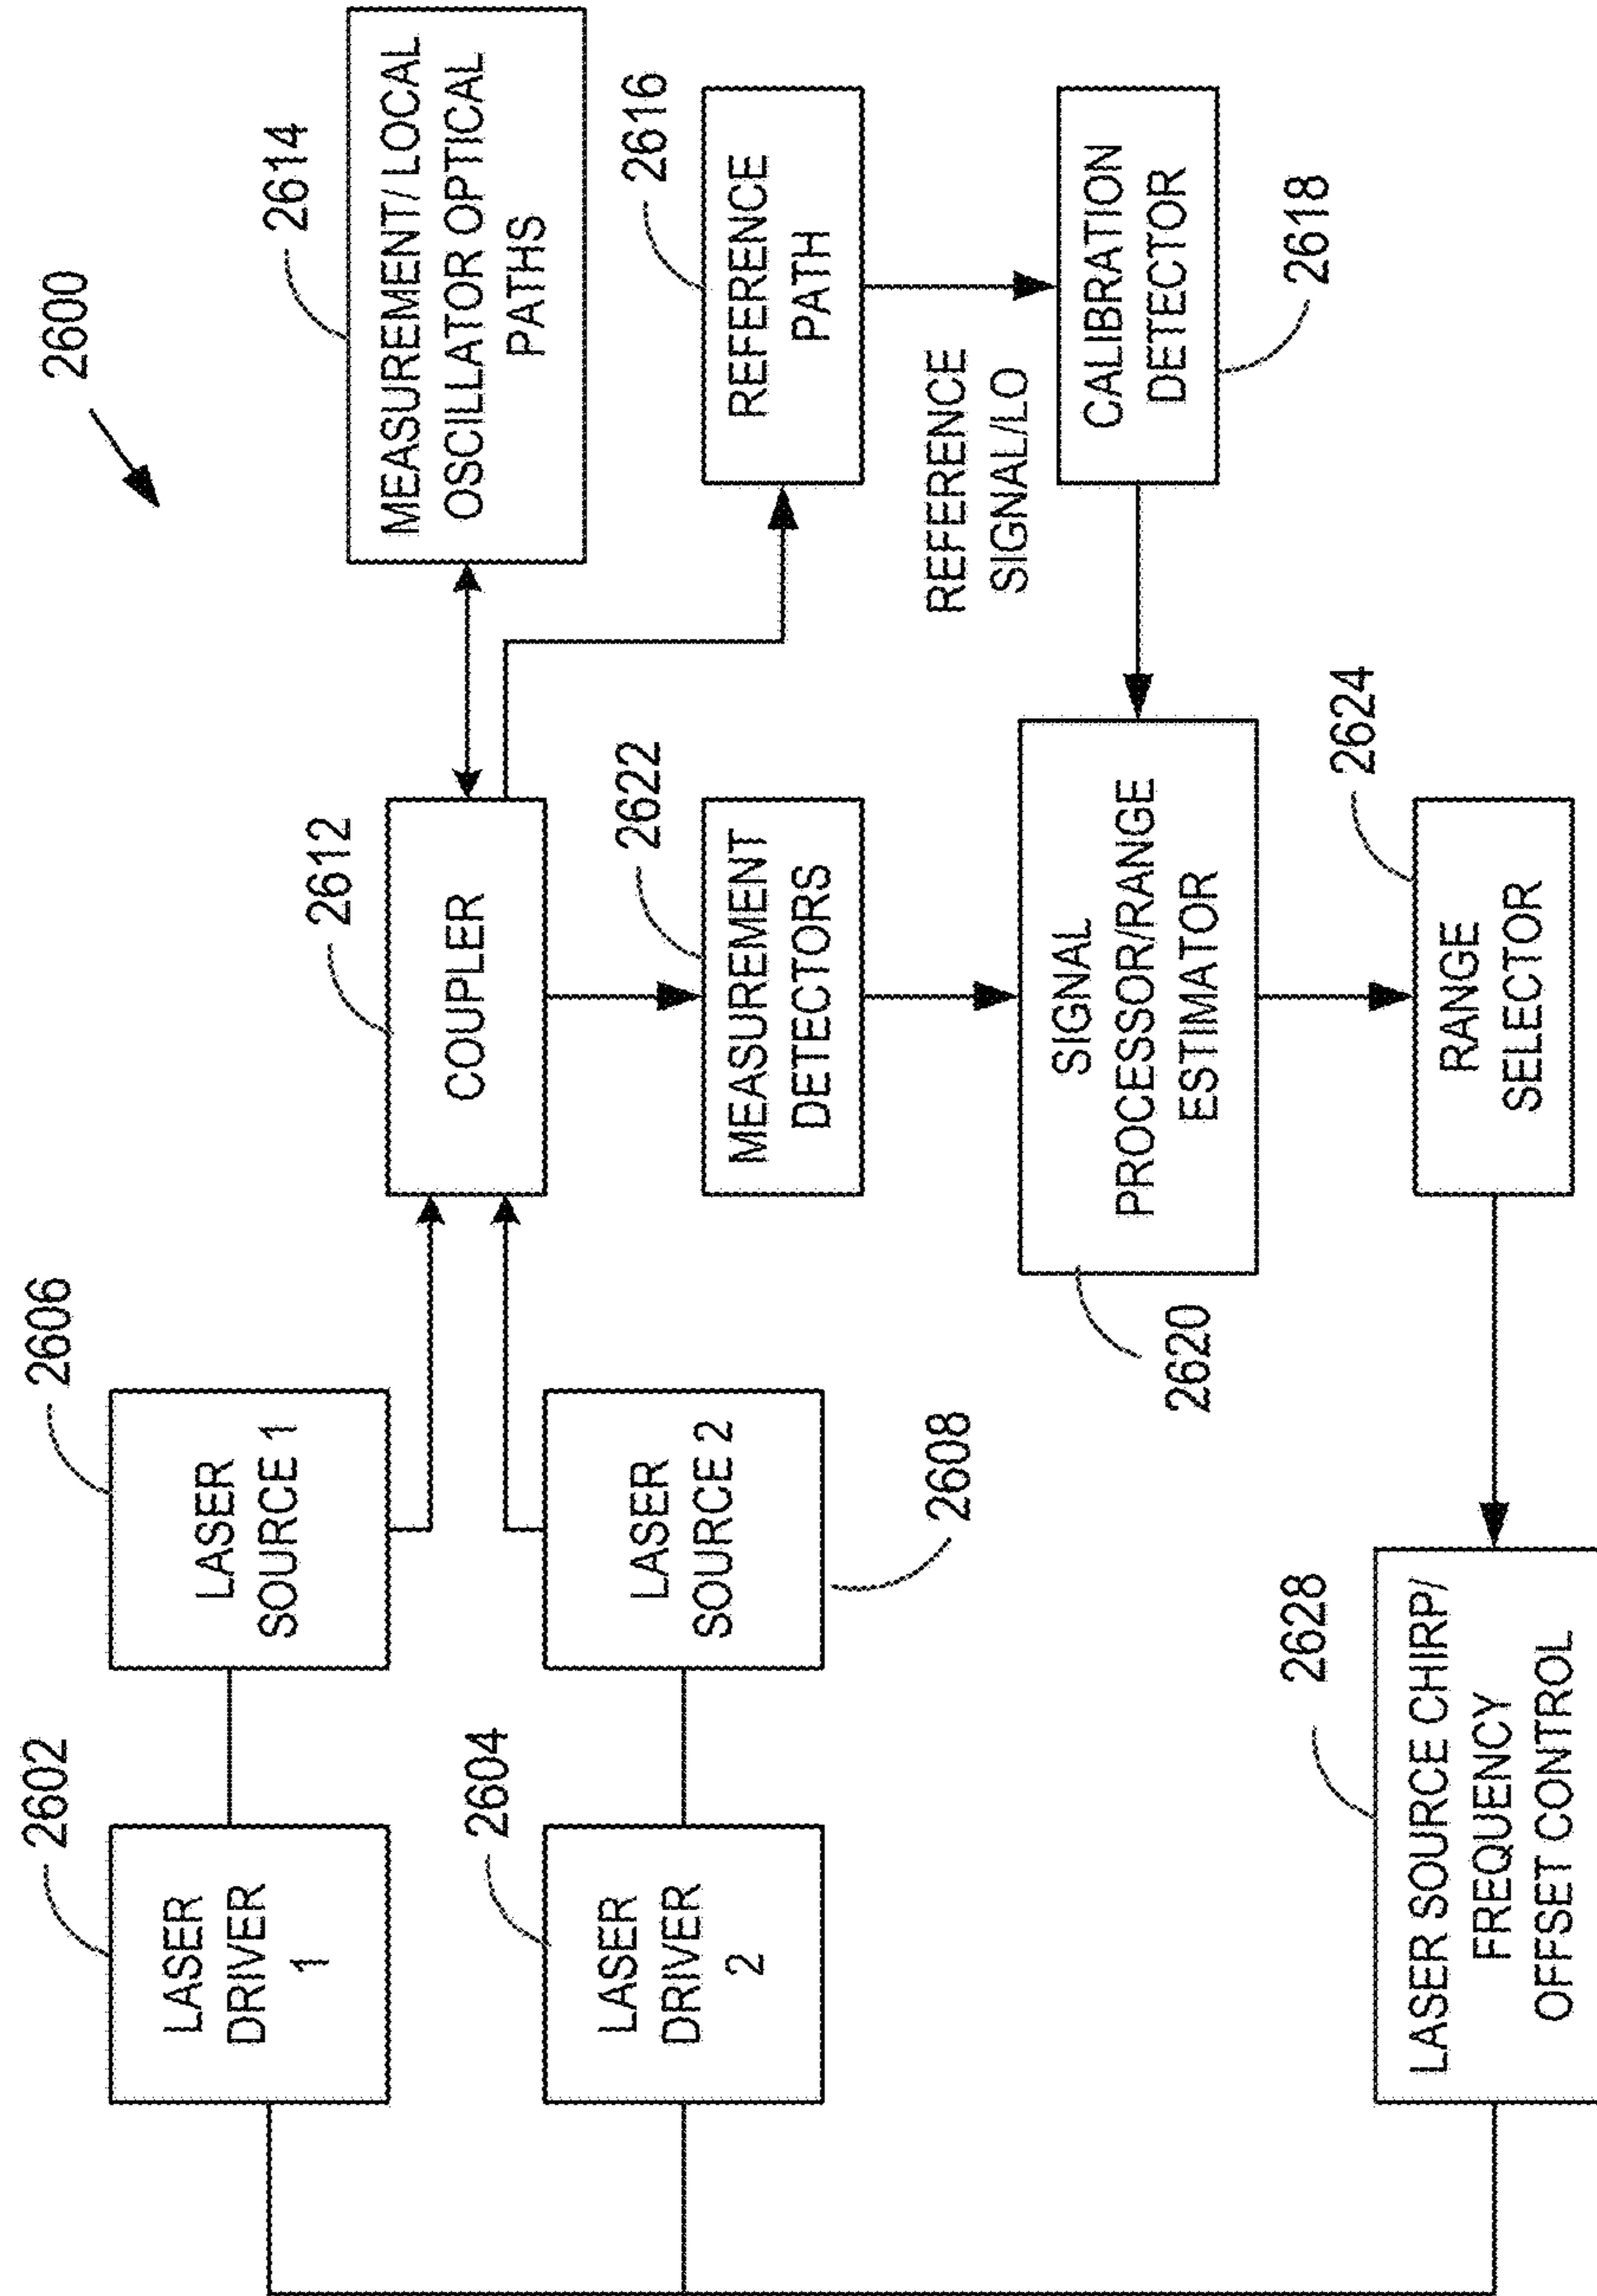 2600
2602
LASER
DRIVER
1
2606
LASER
SOURCE 1
2604
LASER
DRIVER
2
LASER
SOURCE 2
2608
2612
COUPLER
2614
MEASUREMENT/ LOCAL
OSCILLATOR OPTICAL
PATHS
2622
MEASUREMENT
DETECTORS
2616
REFERENCE
PATH
REFERENCE
SIGNAL/LO
SIGNAL
PROCESSOR/RANGE
ESTIMATOR
2620
CALIBRATION
DETECTOR
2618
2624
RANGE
SELECTOR
2628
LASER SOURCE CHIRP/
FREQUENCY
OFFSET CONTROL